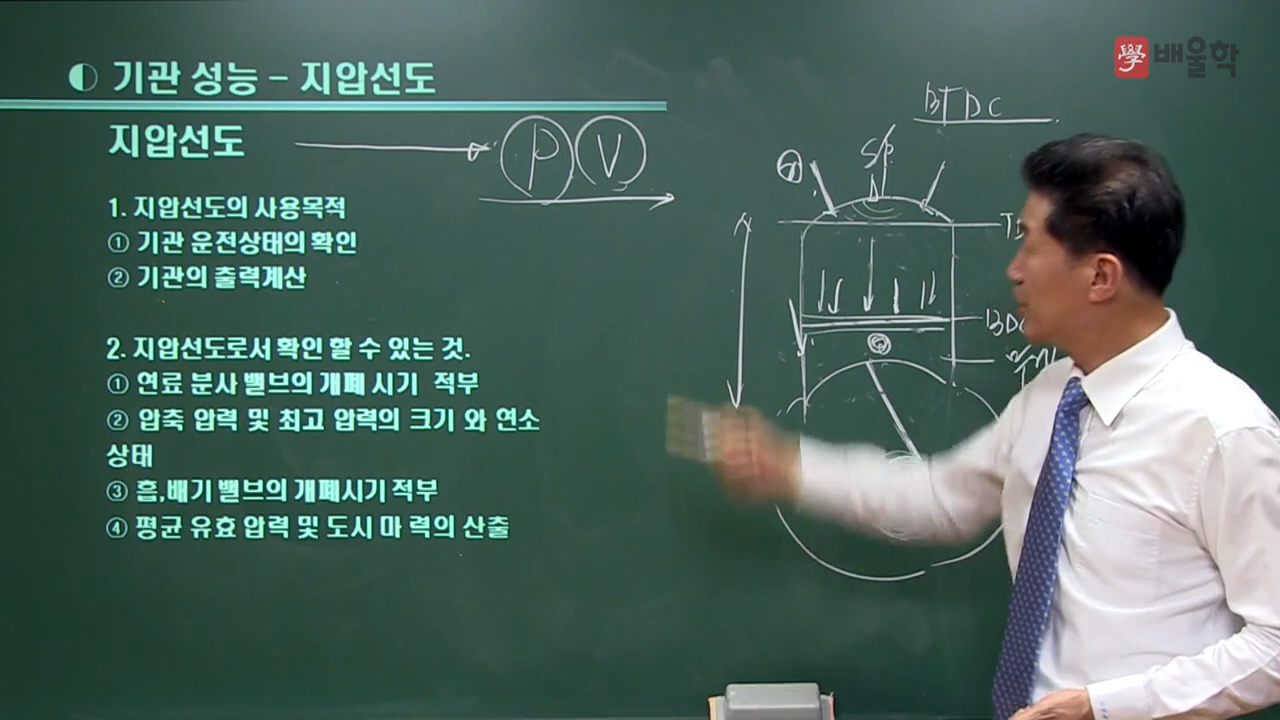 學 배울학
기관 성능 - 지압선도
지압선도
P V
BTDC
S/P
1. 지압선도의 사용목적
① 기관 운전상태의 확인
② 기관의 출력계산
BDC
2. 지압선도로서 확인 할 수 있는 것.
① 연료 분사 밸브의 개폐 시기 적부
② 압축 압력 및 최고 압력의 크기 와 연소
상태
③ 흡,배기 밸브의 개폐시기 적부
④ 평균 유효 압력 및 도시 마 력의 산출